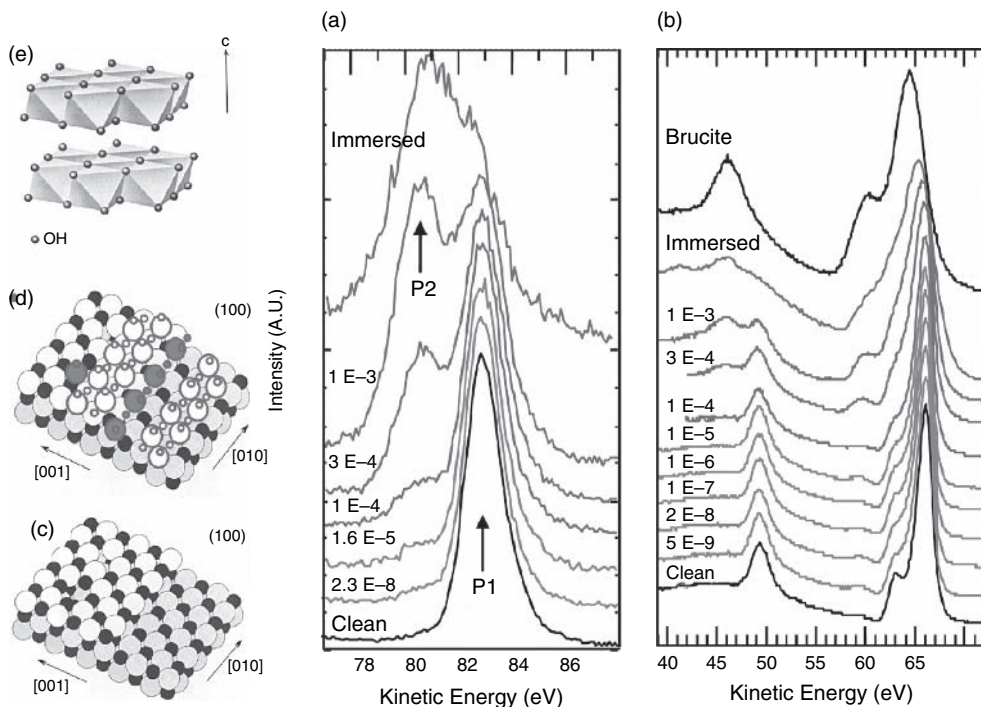 (e)
c
OH
(d)
(100)
[001]
[010]
(c)
(100)
[001]
[010]
(a)
Intensity (A.U.)
Immersed
P2
1 E–3
3 E–4
1 E–4
1.6 E–5
2.3 E–8
P1
Clean
78 80 82 84 86
Kinetic Energy (eV)
(b)
Brucite
Immersed
1 E–3
3 E–4
1 E–4
1 E–5
1 E–6
1 E–7
2 E–8
5 E–9
Clean
40 45 50 55 60 65
Kinetic Energy (eV)